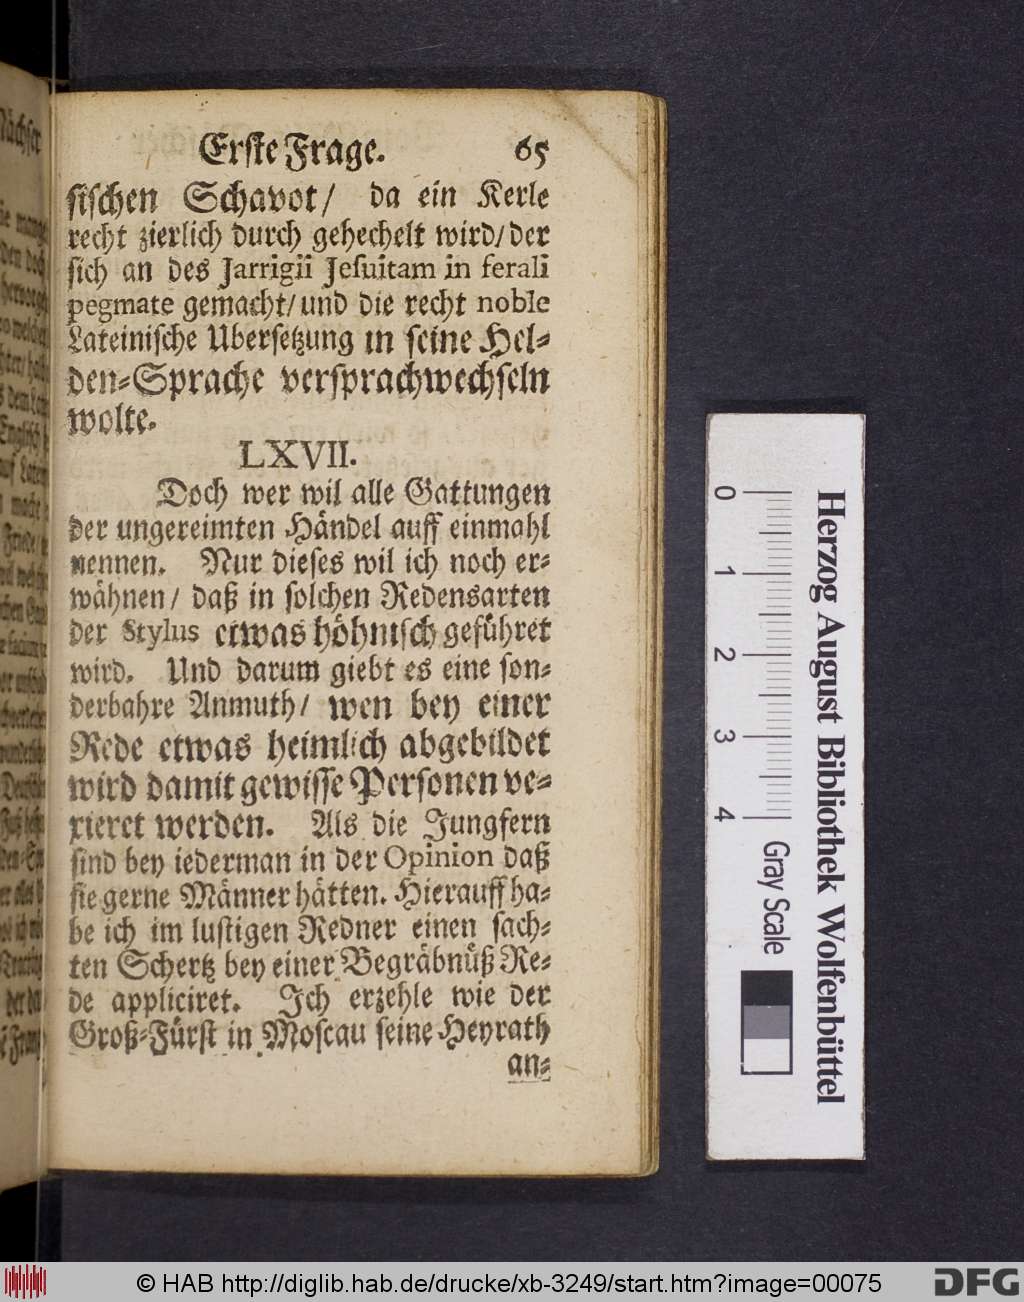 Erste Frage. 65
sischen Schavot/ da ein Kerle
recht zierlich durch gehechelt wird/ der
sich an des Jarrigii Jesuitam in ferali
pegmate gemacht/ und die recht noble
Lateinische Ubersetzung in seine Hel-
den-Sprache versprachwechseln
wolte.
LXVII.
Doch wer wil alle Gattungen
der ungereimten Händel auff einmahl
nennen. Nur dieses wil ich noch er-
wähnen/ daß in solchen Redensarten
der Stylus etwas höhnisch geführet
wird. Und darum giebt es eine son-
derbahre Anmuth/ wen bey einer
Rede etwas heimlich abgebildet
wird damit gewisse Personen ve-
xieret werden. Als die Jungfern
sind bey iederman in der Opinion daß
sie gerne Männer hätten. Hierauff ha-
be ich im lustigen Redner einen sach-
ten Schertz bey einer Begräbnüß Re-
de appliciret. Ich erzehle wie der
Groß-Fürst in Moscau seine Heyrath
an-
0 1 2 3 4
Gray Scale
Herzog August Bibliothek Wolfenbüttel
© HAB http://diglib.hab.de/drucke/xb-3249/start.htm?image=00075
DFG